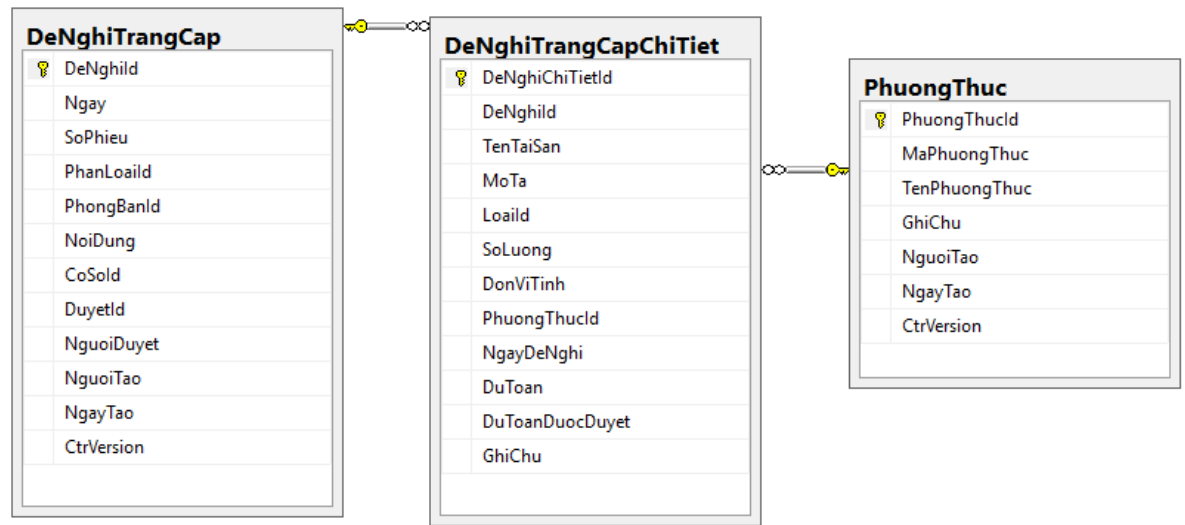 DeNghiTrangCap
DeNghiId
Ngay
SoPhieu
PhanLoaiId
PhongBanId
NoiDung
CoSoId
DuyetId
NguoiDuyet
NguoiTao
NgayTao
CtrVersion
DeNghiTrangCapChiTiet
DeNghiChiTietId
DeNghiId
TenTaiSan
MoTa
LoaiId
SoLuong
DonViTinh
PhuongThucId
NgayDeNghi
DuToan
DuToanDuocDuyet
GhiChu
PhuongThuc
PhuongThucId
MaPhuongThuc
TenPhuongThuc
GhiChu
NguoiTao
NgayTao
CtrVersion